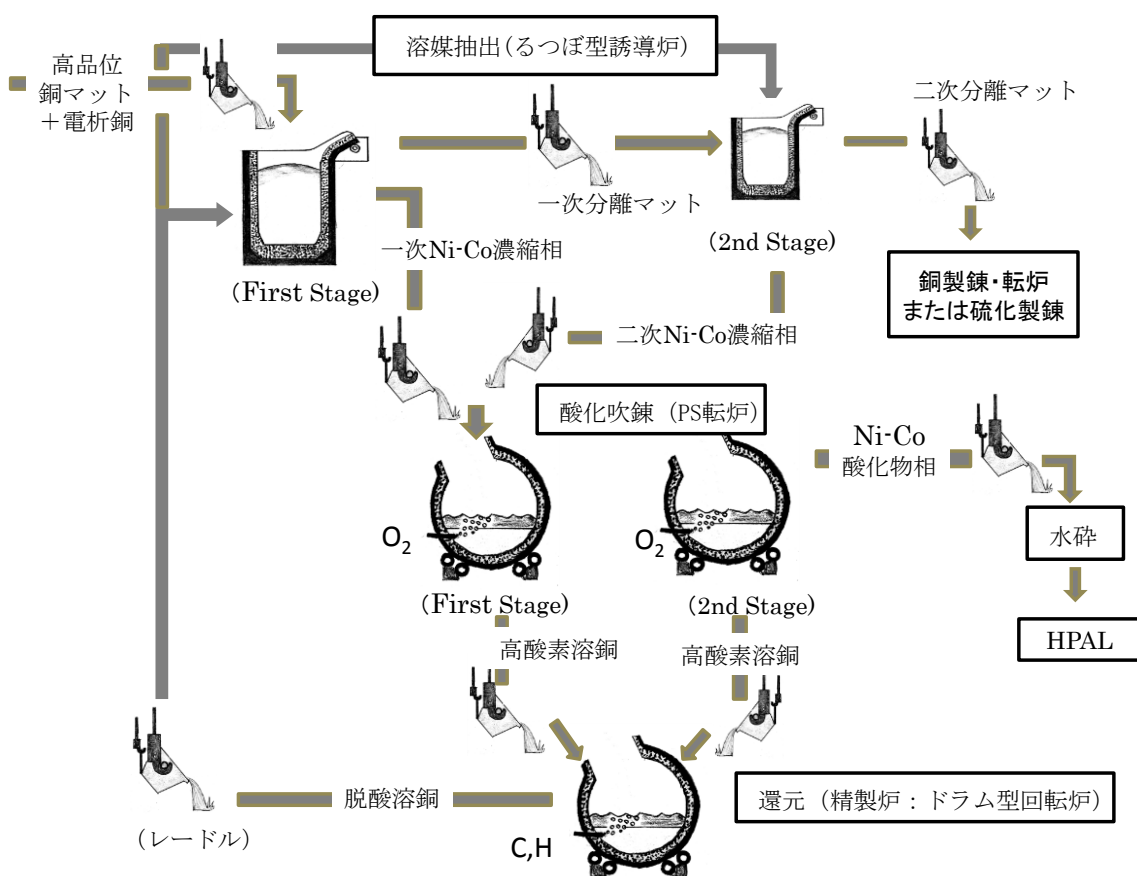 溶媒抽出(るつぼ型誘導炉)
高品位
銅マット
＋電析銅
二次分離マット
一次分離マット
(2nd Stage)
一次Ni-Co濃縮相
(First Stage)
銅製錬・転炉
または硫化製錬
二次Ni-Co濃縮相
酸化吹錬（PS転炉）
Ni-Co
酸化物相
O2
O2
水砕
(First Stage)
(2nd Stage)
HPAL
高酸素溶銅
高酸素溶銅
脱酸溶銅
還元（精製炉：ドラム型回転炉）
（レードル）
C,H